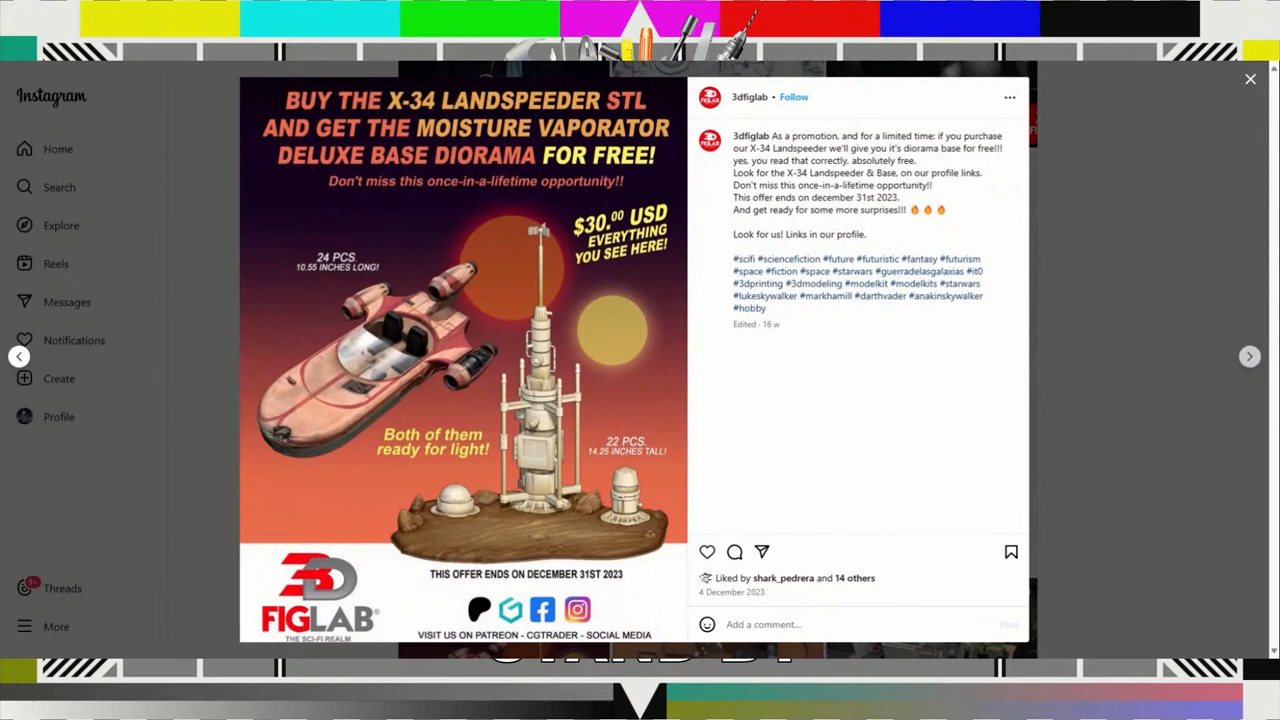 Instagram
Home
Search
Explore
Reels
Messages
Notifications
Create
Profile
9+
Threads
More
BUY THE X-34 LANDSPEEDER STL
AND GET THE MOISTURE VAPORATOR
DELUXE BASE DIORAMA FOR FREE!
Don't miss this once-in-a-lifetime opportunity!!
$30.00 USD
EVERYTHING
YOU SEE HERE!
24 PCS.
10.55 INCHES LONG!
Both of them
ready for light!
22 PCS.
14.25 INCHES TALL!
THIS OFFER ENDS ON DECEMBER 31ST 2023
3D
FIGLAB®
THE SCI-FI REALM
VISIT US ON PATREON - CGTRADER - SOCIAL MEDIA
3dfiglab • Follow
3dfiglab As a promotion, and for a limited time: if you purchase
our X-34 Landspeeder we'll give you it's diorama base for free!!!
yes, you read that correctly, absolutely free.
Look for the X-34 Landspeeder & Base, on our profile links.
Don't miss this once-in-a-lifetime opportunity!!
This offer ends on december 31st 2023.
And get ready for some more surprises!!! 🔥 🔥 🔥
Look for us! Links in our profile.
#scifi #sciencefiction #future #futuristic #fantasy #futurism
#space #fiction #space #starwars #guerradelasgalaxias #it0
#3dprinting #3dmodeling #modelkit #modelkits #starwars
#lukeskywalker #markhamill #darthvader #anakinskywalker
#hobby
Edited · 16 w
Liked by shark_pedrera and 14 others
4 December 2023
Add a comment...
Post
STAND BY